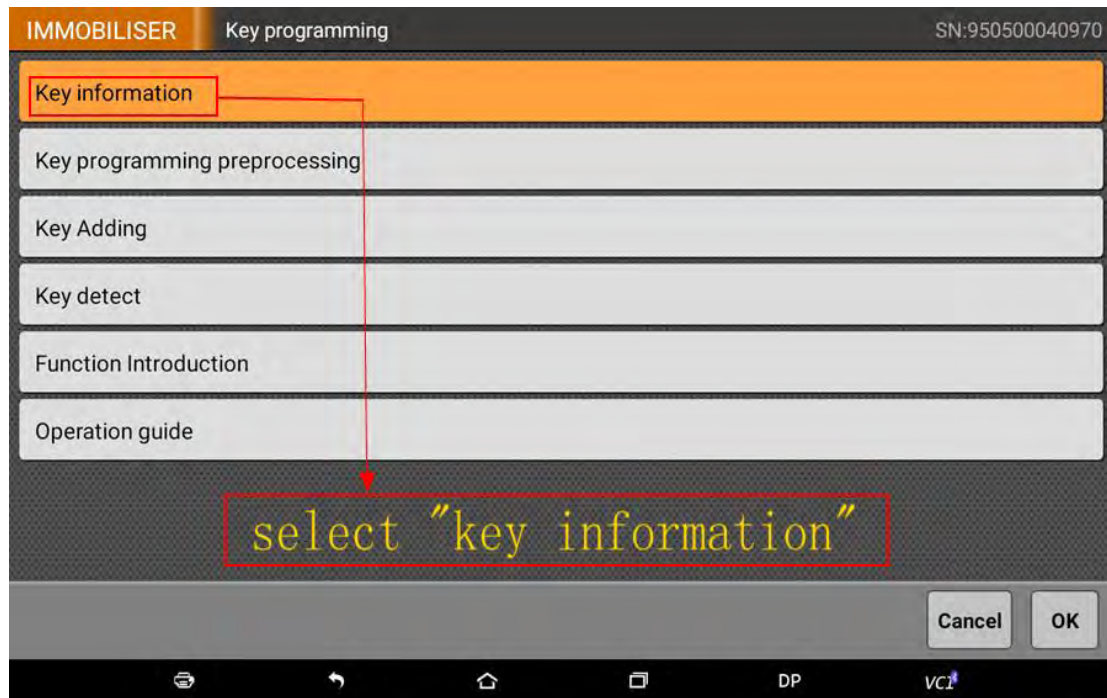 IMMOBILISER Key programming SN:950500040970
Key information
Key programming preprocessing
Key Adding
Key detect
Function Introduction
Operation guide
select "key information"
Cancel OK
DP VCI